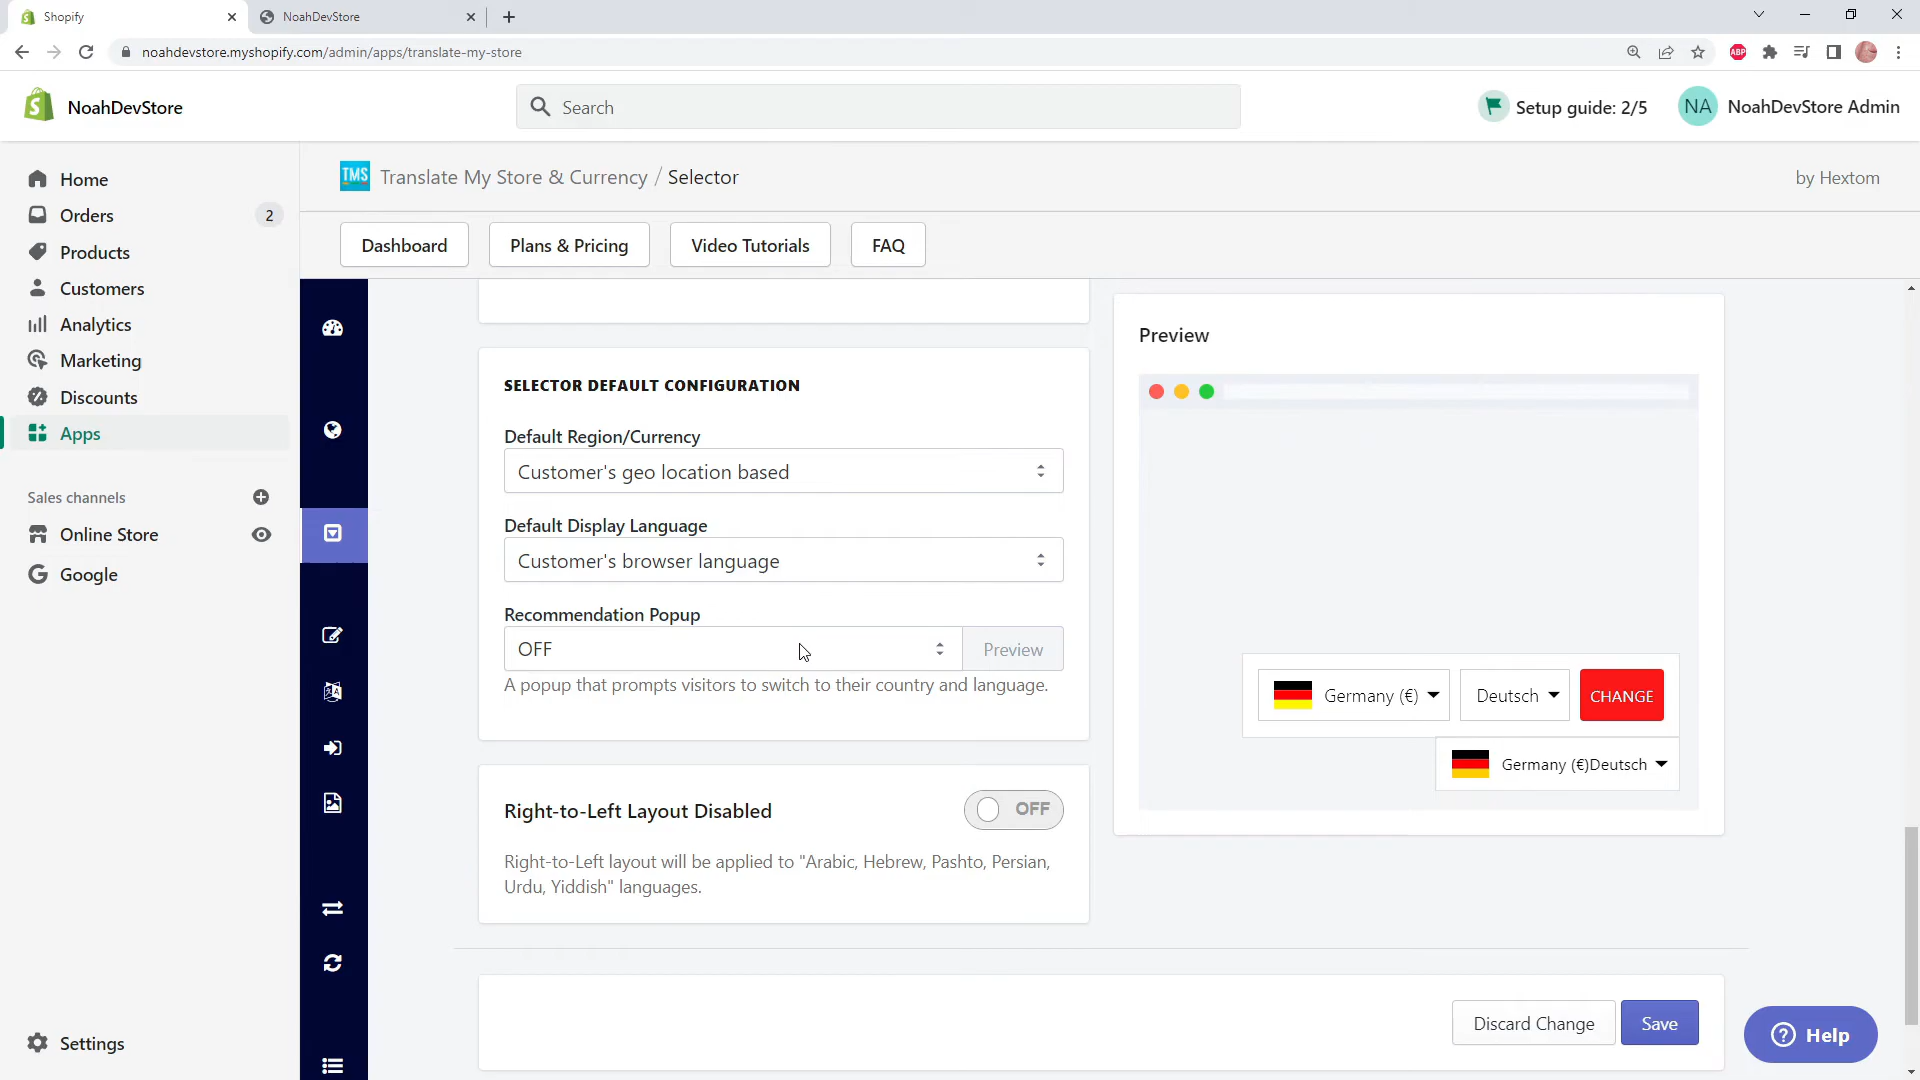 Shopify
NoahDevStore
noahdevstore.myshopify.com/admin/apps/translate-my-store
ABP
NoahDevStore
Search
Setup guide: 2/5
NA
NoahDevStore Admin
Home
Orders
2
Products
Customers
Analytics
Marketing
Discounts
Apps
Sales channels
Online Store
Google
Settings
TMS
Translate My Store & Currency / Selector
by Hextom
Dashboard
Plans & Pricing
Video Tutorials
FAQ
SELECTOR DEFAULT CONFIGURATION
Default Region/Currency
Customer's geo location based
Default Display Language
Customer's browser language
Recommendation Popup
OFF
Preview
A popup that prompts visitors to switch to their country and language.
Right-to-Left Layout Disabled
OFF
Right-to-Left layout will be applied to "Arabic, Hebrew, Pashto, Persian,
Urdu, Yiddish" languages.
Preview
Germany (€)
Deutsch
CHANGE
Germany (€)Deutsch
Discard Change
Save
Help